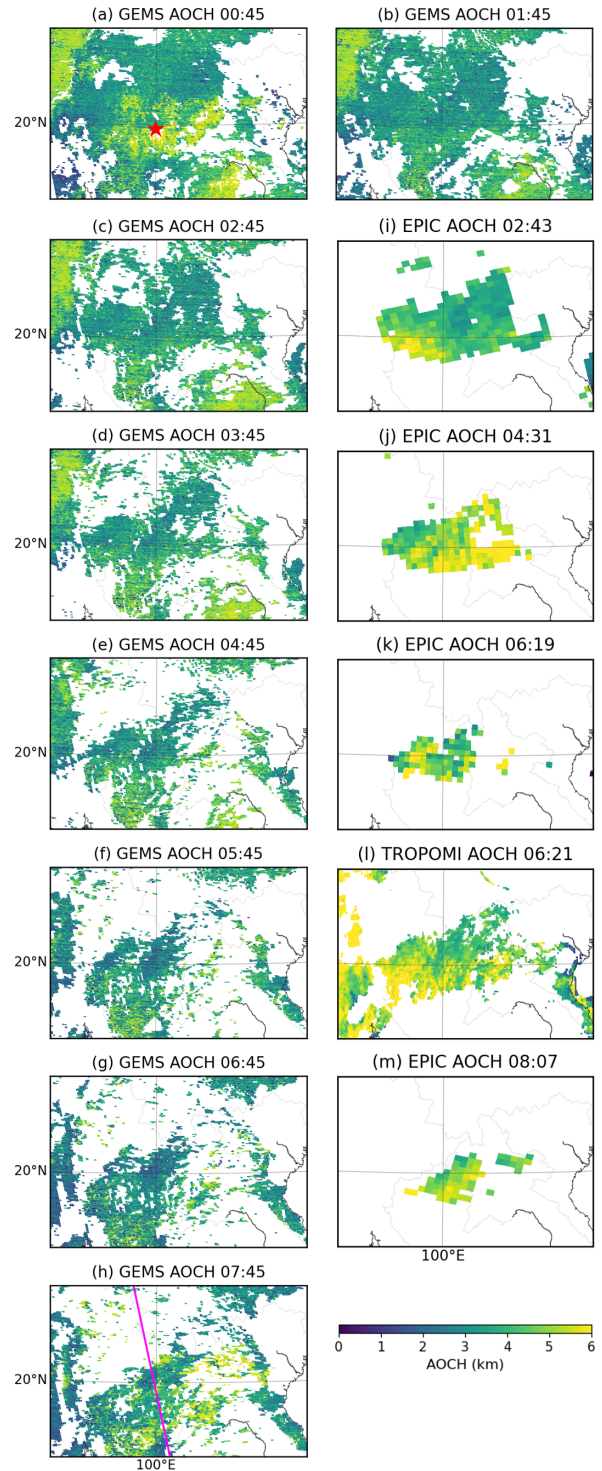 (a) GEMS AOCH 00:45
(b) GEMS AOCH 01:45
20°N
(c) GEMS AOCH 02:45
(i) EPIC AOCH 02:43
20°N
(d) GEMS AOCH 03:45
(j) EPIC AOCH 04:31
20°N
(e) GEMS AOCH 04:45
(k) EPIC AOCH 06:19
20°N
(f) GEMS AOCH 05:45
(l) TROPOMI AOCH 06:21
20°N
(g) GEMS AOCH 06:45
(m) EPIC AOCH 08:07
20°N
100°E
(h) GEMS AOCH 07:45
20°N
100°E
0 1 2 3 4 5 6
AOCH (km)